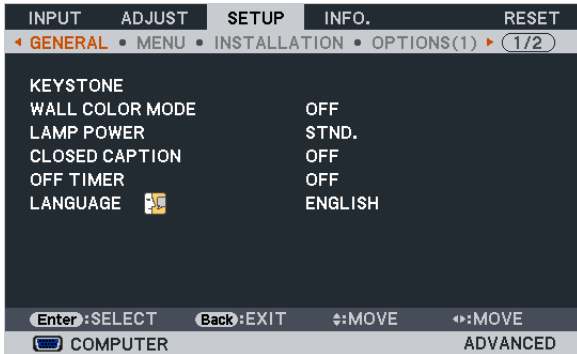 INPUT ADJUST SETUP INFO. RESET
GENERAL • MENU • INSTALLATION • OPTIONS(1) 1/2
KEYSTONE
WALL COLOR MODE OFF
LAMP POWER STND.
CLOSED CAPTION OFF
OFF TIMER OFF
LANGUAGE ENGLISH
Enter:SELECT Back:EXIT :MOVE :MOVE
COMPUTER ADVANCED